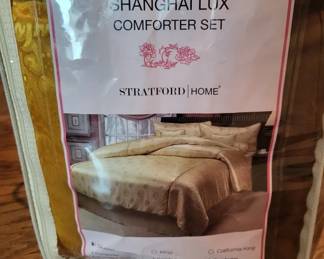 SHANGHAI LUX
COMFORTER SET
STRATFORD|HOME®
King
California King